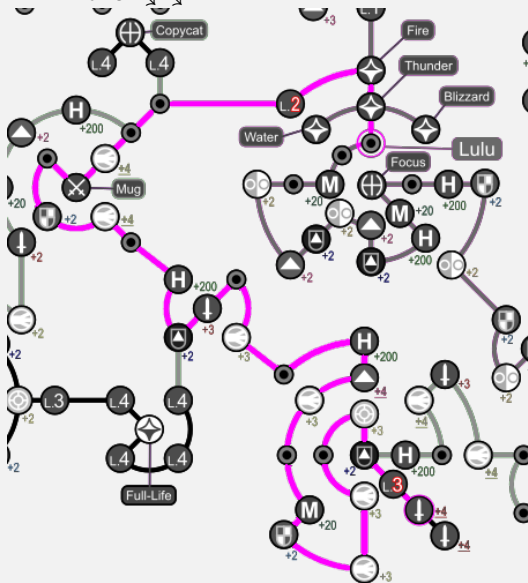 L.4
+3
Copycat
Fire
L.4
L.4
Thunder
L.2
Blizzard
H
+200
Water
Lulu
+2
+4
Focus
+2
M
+20
H
+200
+2
Mug
+2
+4
M
+20
+2
+2
H
+200
+2
+2
+2
+2
H
+200
+2
+3
+2
+2
+2
+3
H
+200
+2
+2
+4
+3
L.3
L.4
L.4
+3
+3
+4
+2
L.4
L.4
+2
H
+200
+4
+2
L.3
Full-Life
M
+20
+3
+4
+2
+4
+3